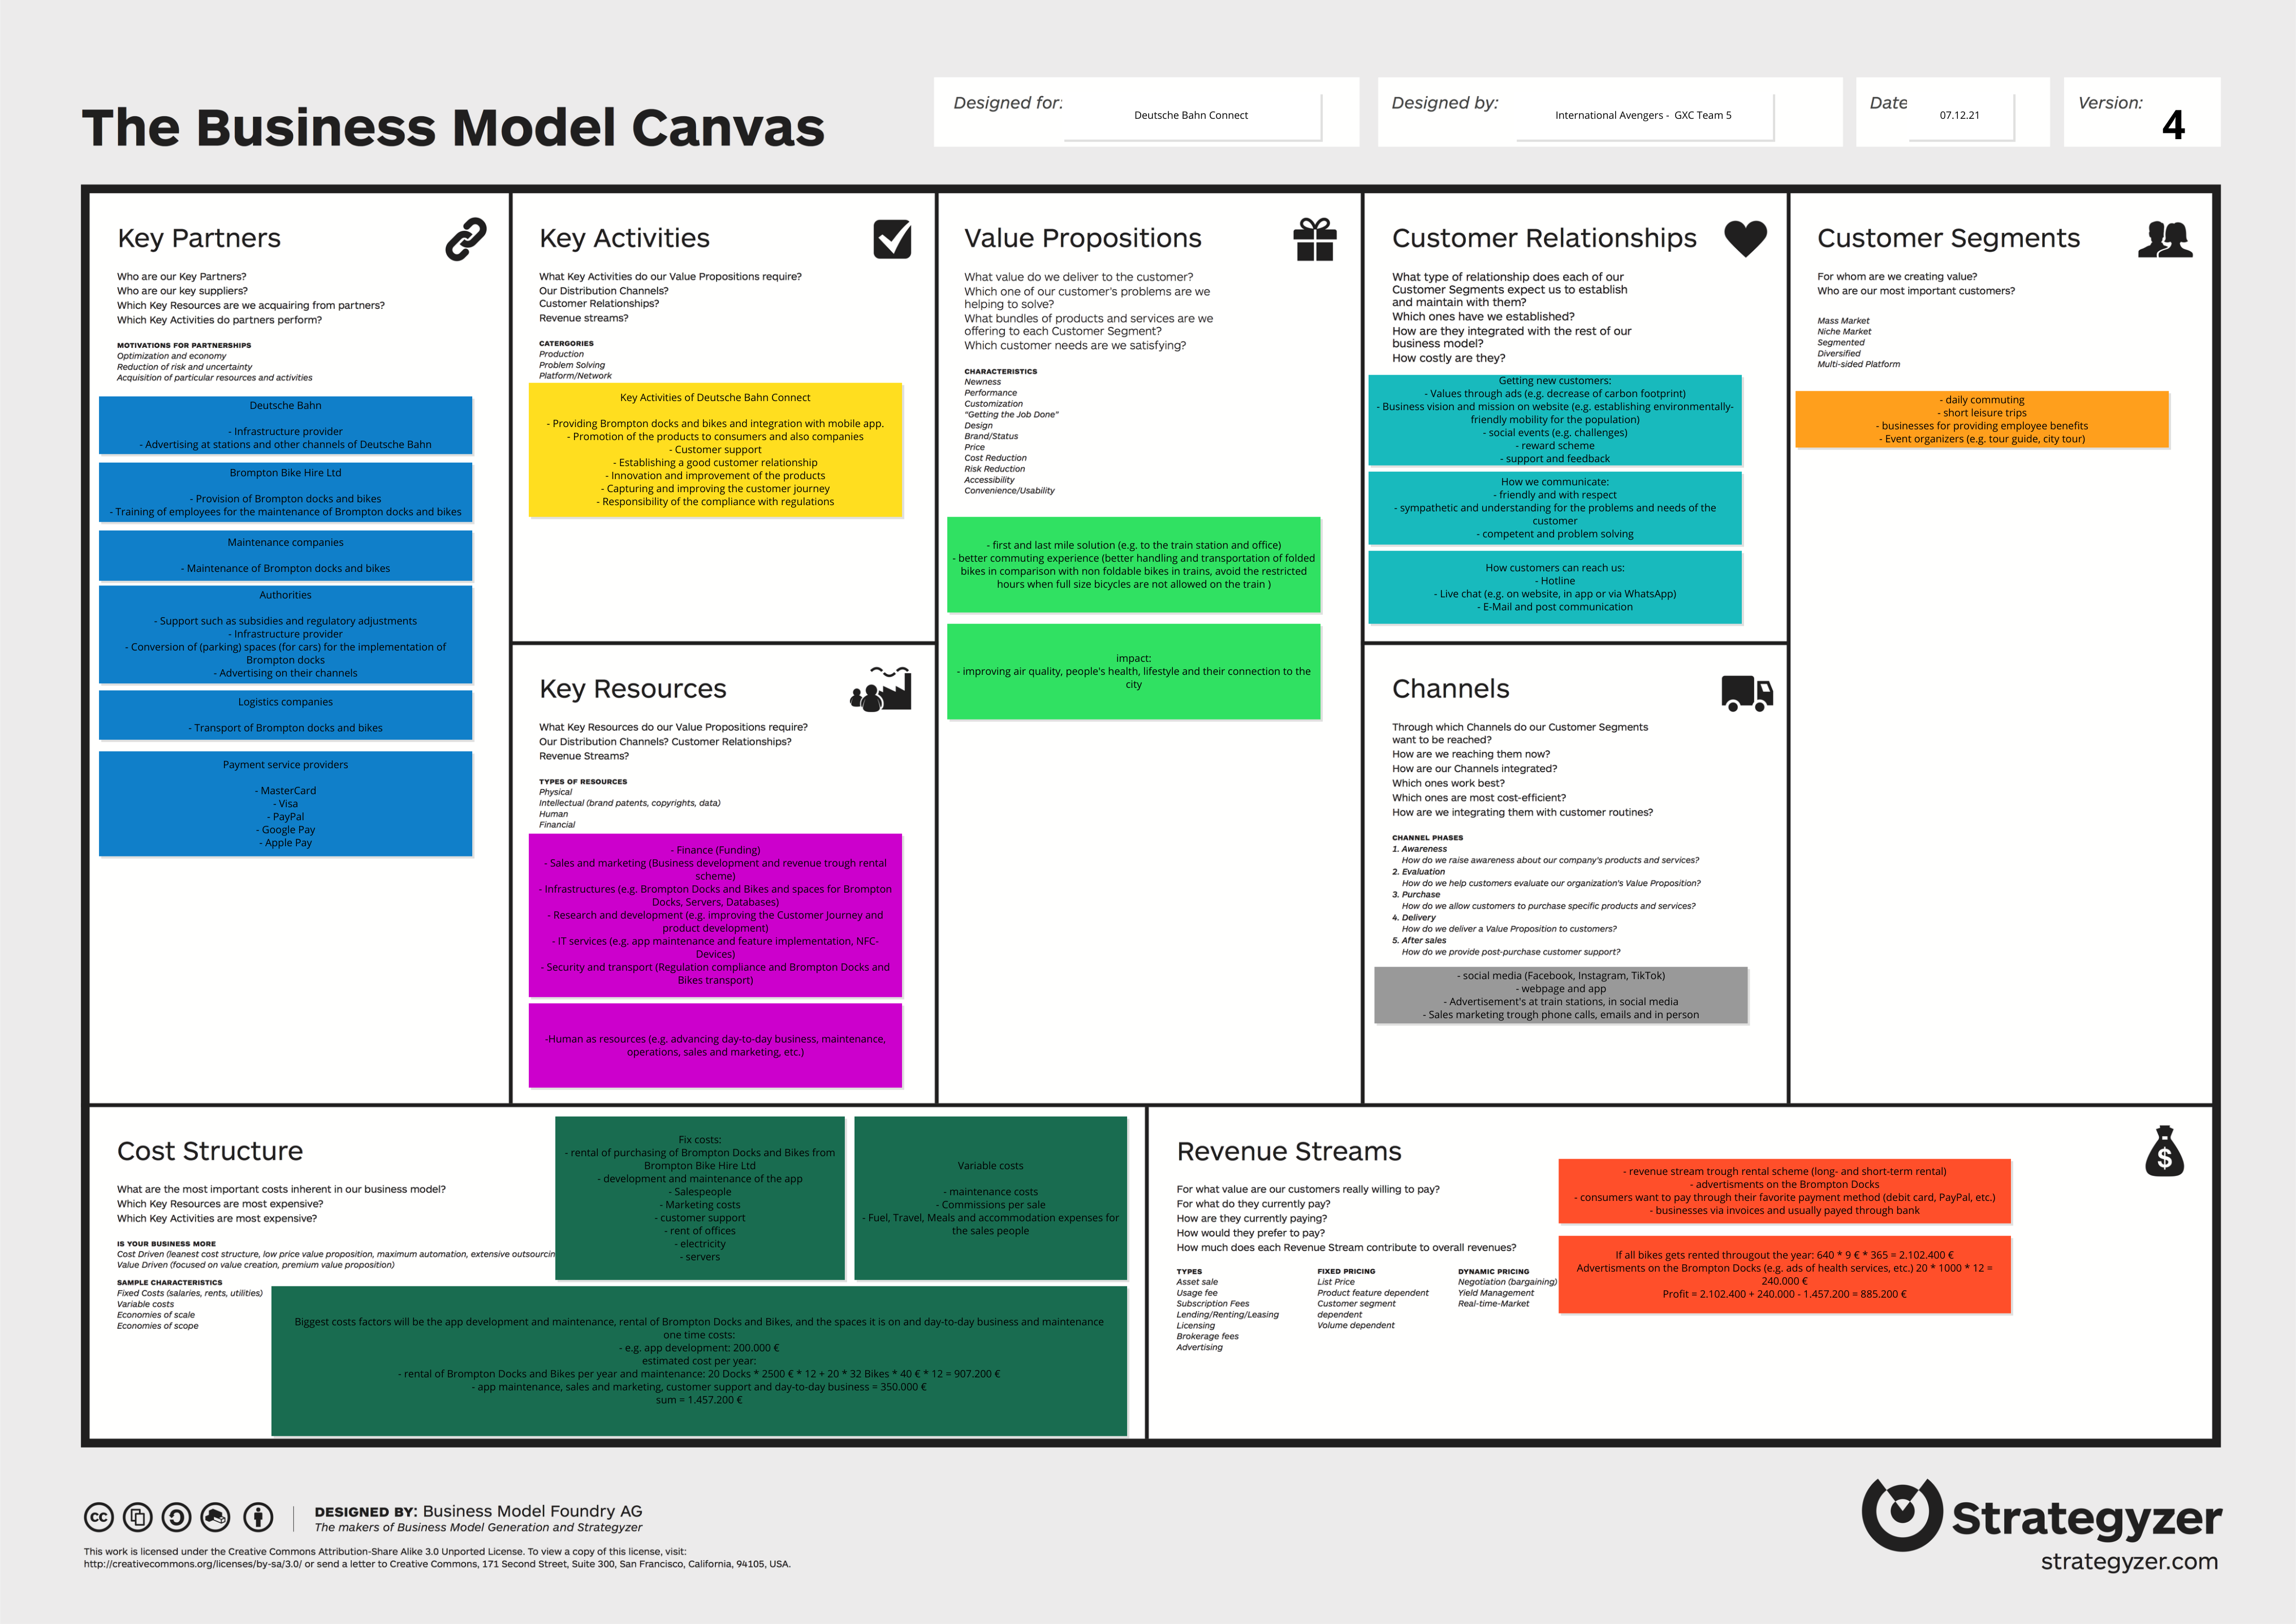 The Business Model Canvas
Designed for:
Deutsche Bahn Connect
Designed by:
International Avengers - GXC Team 5
Date
07.12.21
Version:
4
Key Partners
Who are our Key Partners?
Who are our key suppliers?
Which Key Resources are we acquairing from partners?
Which Key Activities do partners perform?
MOTIVATIONS FOR PARTNERSHIPS
Optimization and economy
Reduction of risk and uncertainty
Acquisition of particular resources and activities
Deutsche Bahn
- Infrastructure provider
- Advertising at stations and other channels of Deutsche Bahn
Brompton Bike Hire Ltd
- Provision of Brompton docks and bikes
- Training of employees for the maintenance of Brompton docks and bikes
Maintenance companies
- Maintenance of Brompton docks and bikes
Authorities
- Support such as subsidies and regulatory adjustments
- Infrastructure provider
- Conversion of (parking) spaces (for cars) for the implementation of
Brompton docks
- Advertising on their channels
Logistics companies
- Transport of Brompton docks and bikes
Payment service providers
- MasterCard
- Visa
- PayPal
- Google Pay
- Apple Pay
Key Activities
What Key Activities do our Value Propositions require?
Our Distribution Channels?
Customer Relationships?
Revenue streams?
CATERGORIES
Production
Problem Solving
Platform/Network
Key Activities of Deutsche Bahn Connect
- Providing Brompton docks and bikes and integration with mobile app.
- Promotion of the products to consumers and also companies
- Customer support
- Establishing a good customer relationship
- Innovation and improvement of the products
- Capturing and improving the customer journey
- Responsibility of the compliance with regulations
Key Resources
What Key Resources do our Value Propositions require?
Our Distribution Channels? Customer Relationships?
Revenue Streams?
TYPES OF RESOURCES
Physical
Intellectual (brand patents, copyrights, data)
Human
Financial
- Finance (Funding)
- Sales and marketing (Business development and revenue trough rental
scheme)
- Infrastructures (e.g. Brompton Docks and Bikes and spaces for Brompton
Docks, Servers, Databases)
- Research and development (e.g. improving the Customer Journey and
product development)
- IT services (e.g. app maintenance and feature implementation, NFC-
Devices)
- Security and transport (Regulation compliance and Brompton Docks and
Bikes transport)
-Human as resources (e.g. advancing day-to-day business, maintenance,
operations, sales and marketing, etc.)
Value Propositions
What value do we deliver to the customer?
Which one of our customer's problems are we
helping to solve?
What bundles of products and services are we
offering to each Customer Segment?
Which customer needs are we satisfying?
CHARACTERISTICS
Newness
Performance
Customization
"Getting the Job Done"
Design
Brand/Status
Price
Cost Reduction
Risk Reduction
Accessibility
Convenience/Usability
- first and last mile solution (e.g. to the train station and office)
- better commuting experience (better handling and transportation of folded
bikes in comparison with non foldable bikes in trains, avoid the restricted
hours when full size bicycles are not allowed on the train )
impact:
- improving air quality, people's health, lifestyle and their connection to the
city
Customer Relationships
What type of relationship does each of our
Customer Segments expect us to establish
and maintain with them?
Which ones have we established?
How are they integrated with the rest of our
business model?
How costly are they?
Getting new customers:
- Values through ads (e.g. decrease of carbon footprint)
- Business vision and mission on website (e.g. establishing environmentally-
friendly mobility for the population)
- social events (e.g. challenges)
- reward scheme
- support and feedback
How we communicate:
- friendly and with respect
- sympathetic and understanding for the problems and needs of the
customer
- competent and problem solving
How customers can reach us:
- Hotline
- Live chat (e.g. on website, in app or via WhatsApp)
- E-Mail and post communication
Channels
Through which Channels do our Customer Segments
want to be reached?
How are we reaching them now?
How are our Channels integrated?
Which ones work best?
Which ones are most cost-efficient?
How are we integrating them with customer routines?
CHANNEL PHASES
1. Awareness
How do we raise awareness about our company's products and services?
2. Evaluation
How do we help customers evaluate our organization's Value Proposition?
3. Purchase
How do we allow customers to purchase specific products and services?
4. Delivery
How do we deliver a Value Proposition to customers?
5. After sales
How do we provide post-purchase customer support?
- social media (Facebook, Instagram, TikTok)
- webpage and app
- Advertisement's at train stations, in social media
- Sales marketing trough phone calls, emails and in person
Customer Segments
For whom are we creating value?
Who are our most important customers?
Mass Market
Niche Market
Segmented
Diversified
Multi-sided Platform
- daily commuting
- short leisure trips
- businesses for providing employee benefits
- Event organizers (e.g. tour guide, city tour)
Cost Structure
What are the most important costs inherent in our business model?
Which Key Resources are most expensive?
Which Key Activities are most expensive?
IS YOUR BUSINESS MORE
Cost Driven (leanest cost structure, low price value proposition, maximum automation, extensive outsourcin
Value Driven (focused on value creation, premium value proposition)
SAMPLE CHARACTERISTICS
Fixed Costs (salaries, rents, utilities)
Variable costs
Economies of scale
Economies of scope
Fix costs:
- rental of purchasing of Brompton Docks and Bikes from
Brompton Bike Hire Ltd
- development and maintenance of the app
- Salespeople
- Marketing costs
- customer support
- rent of offices
- electricity
- servers
Variable costs
- maintenance costs
- Commissions per sale
- Fuel, Travel, Meals and accommodation expenses for
the sales people
Biggest costs factors will be the app development and maintenance, rental of Brompton Docks and Bikes, and the spaces it is on and day-to-day business and maintenance
one time costs:
- e.g. app development: 200.000 €
estimated cost per year:
- rental of Brompton Docks and Bikes per year and maintenance: 20 Docks * 2500 € * 12 + 20 * 32 Bikes * 40 € * 12 = 907.200 €
- app maintenance, sales and marketing, customer support and day-to-day business = 350.000 €
sum = 1.457.200 €
Revenue Streams
For what value are our customers really willing to pay?
For what do they currently pay?
How are they currently paying?
How would they prefer to pay?
How much does each Revenue Stream contribute to overall revenues?
TYPES
Asset sale
Usage fee
Subscription Fees
Lending/Renting/Leasing
Licensing
Brokerage fees
Advertising
FIXED PRICING
List Price
Product feature dependent
Customer segment
dependent
Volume dependent
DYNAMIC PRICING
Negotiation (bargaining)
Yield Management
Real-time-Market
- revenue stream trough rental scheme (long- and short-term rental)
- advertisments on the Brompton Docks
- consumers want to pay through their favorite payment method (debit card, PayPal, etc.)
- businesses via invoices and usually payed through bank
If all bikes gets rented througout the year: 640 * 9 € * 365 = 2.102.400 €
Advertisments on the Brompton Docks (e.g. ads of health services, etc.) 20 * 1000 * 12 =
240.000 €
Profit = 2.102.400 + 240.000 - 1.457.200 = 885.200 €
cc
DESIGNED BY: Business Model Foundry AG
The makers of Business Model Generation and Strategyzer
This work is licensed under the Creative Commons Attribution-Share Alike 3.0 Unported License. To view a copy of this license, visit:
http://creativecommons.org/licenses/by-sa/3.0/ or send a letter to Creative Commons, 171 Second Street, Suite 300, San Francisco, California, 94105, USA.
Strategyzer
strategyzer.com